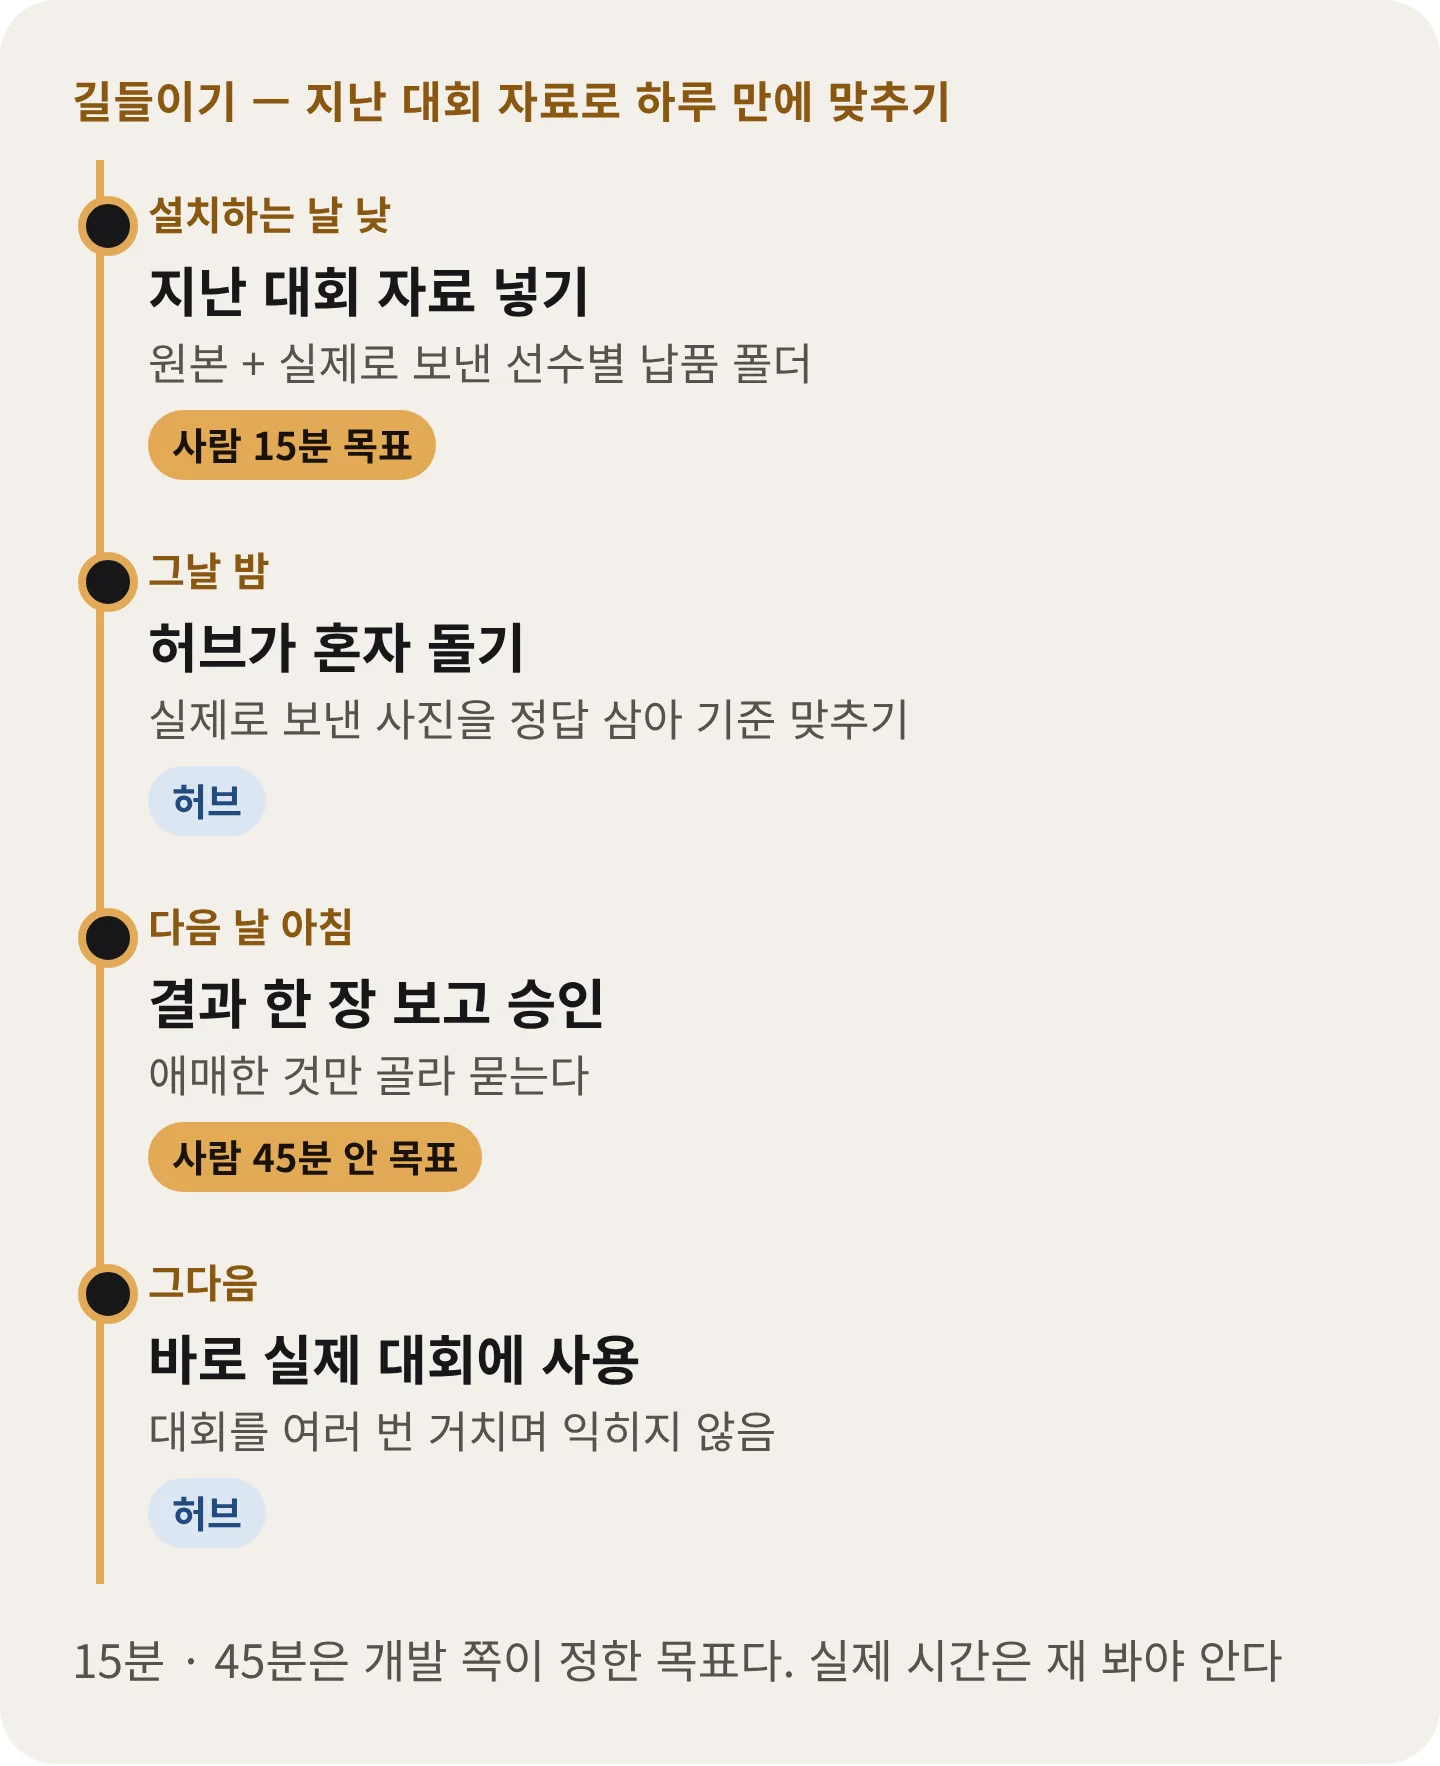 길들이기 — 지난 대회 자료로 하루 만에 맞추기
설치하는 날 낮
지난 대회 자료 넣기
원본 + 실제로 보낸 선수별 납품 폴더
사람 15분 목표
그날 밤
허브가 혼자 돌기
실제로 보낸 사진을 정답 삼아 기준 맞추기
허브
다음 날 아침
결과 한 장 보고 승인
애매한 것만 골라 묻는다
사람 45분 안 목표
그다음
바로 실제 대회에 사용
대회를 여러 번 거치며 익히지 않음
허브
15분 · 45분은 개발 쪽이 정한 목표다. 실제 시간은 재 봐야 안다